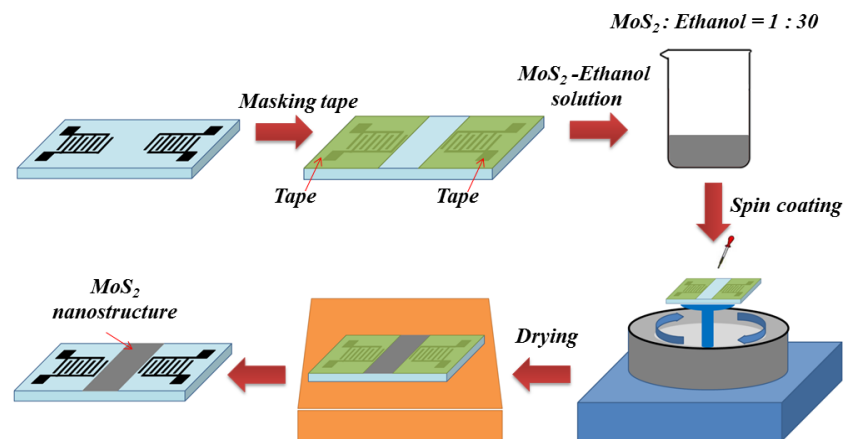 MoS₂ : Ethanol = 1 : 30
Masking tape
MoS₂ -Ethanol
solution
Tape
Tape
Spin coating
MoS₂
nanostructure
Drying